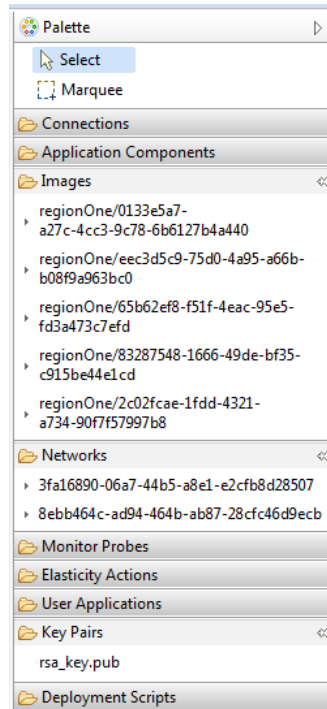 Palette
Select
Marquee
Connections
Application Components
Images
regionOne/0133e5a7-
a27c-4cc3-9c78-6b6127b4a440
regionOne/eec3d5c9-75d0-4a95-a66b-
b08f9a963bc0
regionOne/65b62ef8-f51f-4eac-95e5-
fd3a473c7efd
regionOne/83287548-1666-49de-bf35-
c915be44e1cd
regionOne/2c02fcae-1fdd-4321-
a734-90f7f57997b8
Networks
3fa16890-06a7-44b5-a8e1-e2cfb8d28507
8ebb464c-ad94-464b-ab87-28cfc46d9ecb
Monitor Probes
Elasticity Actions
User Applications
Key Pairs
rsa_key.pub
Deployment Scripts